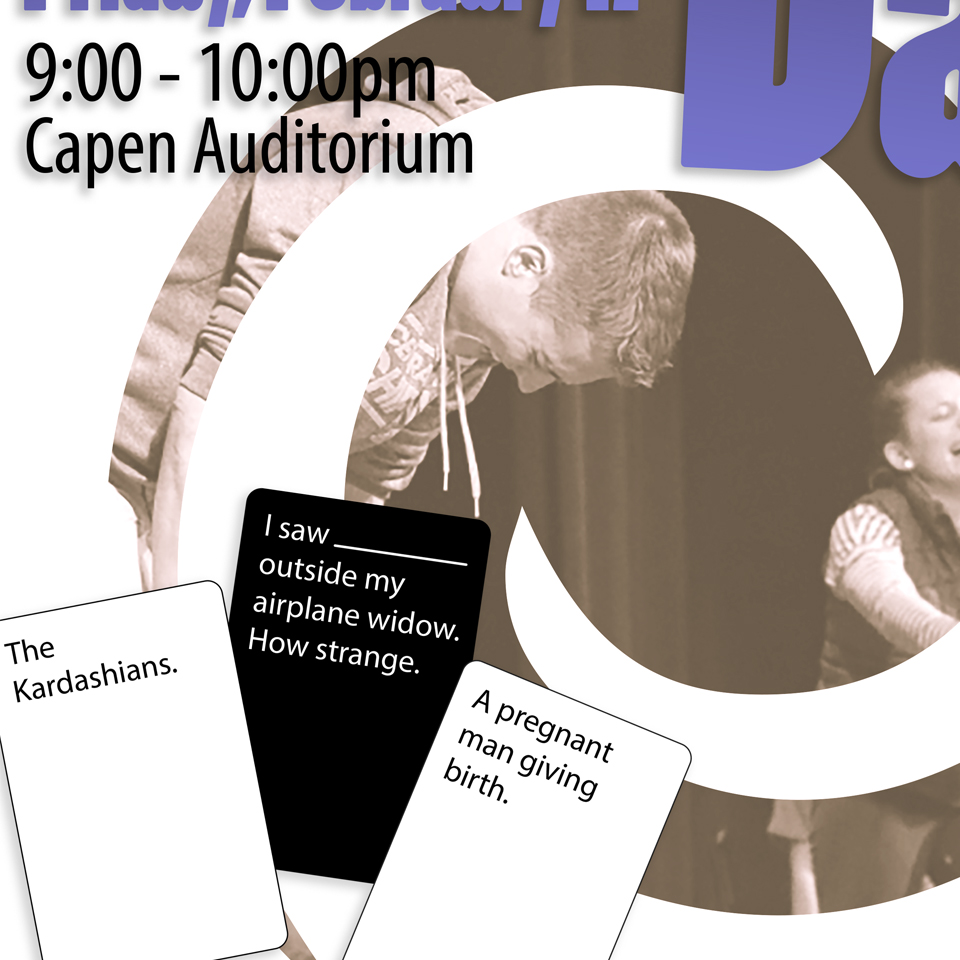 9:00 - 10:00pm
Capen Auditorium
I saw ________
outside my
airplane widow.
How strange.
The
Kardashians.
A pregnant
man giving
birth.